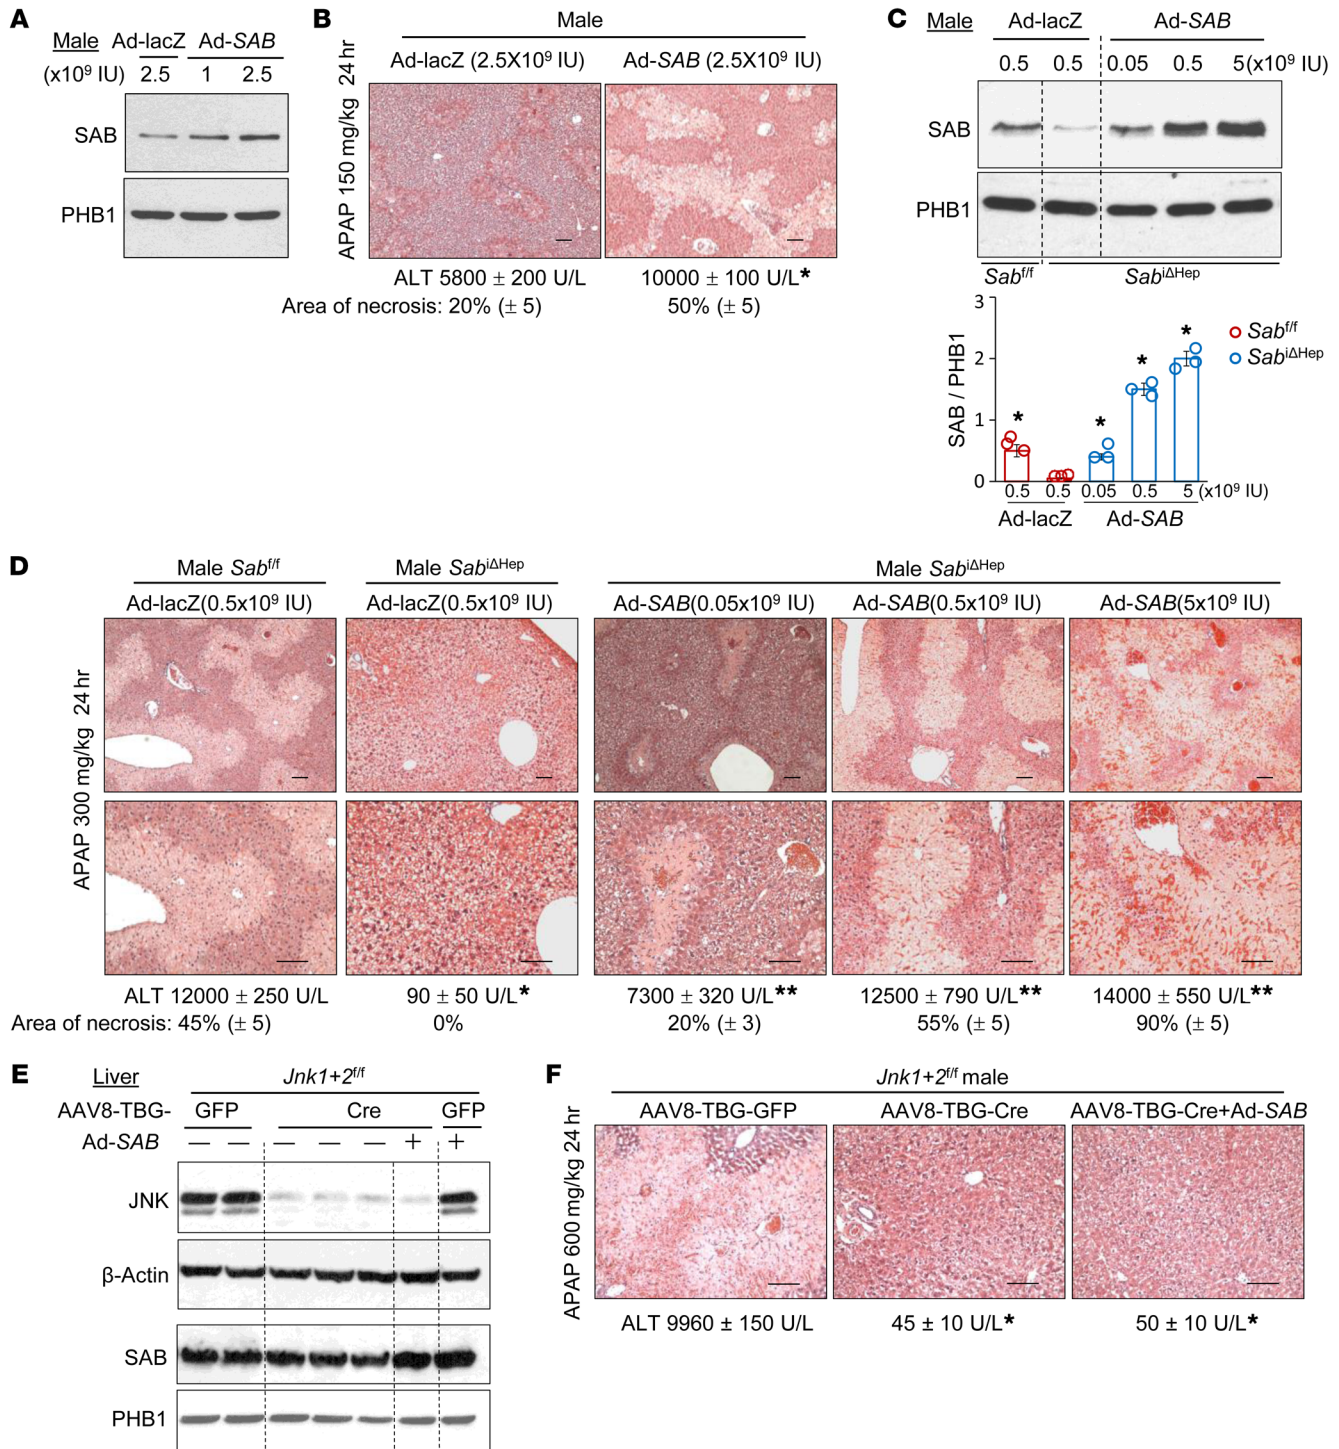 A
Male Ad-lacZ Ad-SAB
(x10⁹ IU) 2.5 1 2.5
SAB
PHB1
B
Male
Ad-lacZ (2.5X10⁹ IU) Ad-SAB (2.5X10⁹ IU)
APAP 150 mg/kg 24 hr
ALT 5800 ± 200 U/L 10000 ± 100 U/L*
Area of necrosis: 20% (± 5) 50% (± 5)
C
Male Ad-lacZ Ad-SAB
0.5 0.5 0.05 0.5 5(x10⁹ IU)
SAB
PHB1
Sabf/f SabiΔHep
3
2
1
0
SAB / PHB1
* * * *
Sabf/f
SabiΔHep
0.5 0.5 0.05 0.5 5 (x10⁹ IU)
Ad-lacZ Ad-SAB
D
Male Sabf/f Male SabiΔHep Male SabiΔHep
Ad-lacZ(0.5x10⁹ IU) Ad-lacZ(0.5x10⁹ IU) Ad-SAB(0.05x10⁹ IU) Ad-SAB(0.5x10⁹ IU) Ad-SAB(5x10⁹ IU)
APAP 300 mg/kg 24 hr
ALT 12000 ± 250 U/L 90 ± 50 U/L* 7300 ± 320 U/L** 12500 ± 790 U/L** 14000 ± 550 U/L**
Area of necrosis: 45% (± 5) 0% 20% (± 3) 55% (± 5) 90% (± 5)
E
Liver Jnk1+2f/f
AAV8-TBG- GFP Cre GFP
Ad-SAB — — — — — + +
JNK
β-Actin
SAB
PHB1
F
Jnk1+2f/f male
AAV8-TBG-GFP AAV8-TBG-Cre AAV8-TBG-Cre+Ad-SAB
APAP 600 mg/kg 24 hr
ALT 9960 ± 150 U/L 45 ± 10 U/L* 50 ± 10 U/L*